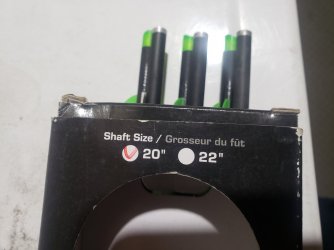 Shaft Size / Grosseur du fût
20" 22"